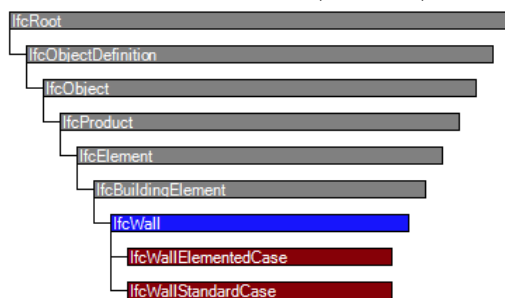 IfcRoot
IfcObjectDefinition
IfcObject
IfcProduct
IfcElement
IfcBuildingElement
IfcWall
IfcWallElementedCase
IfcWallStandardCase